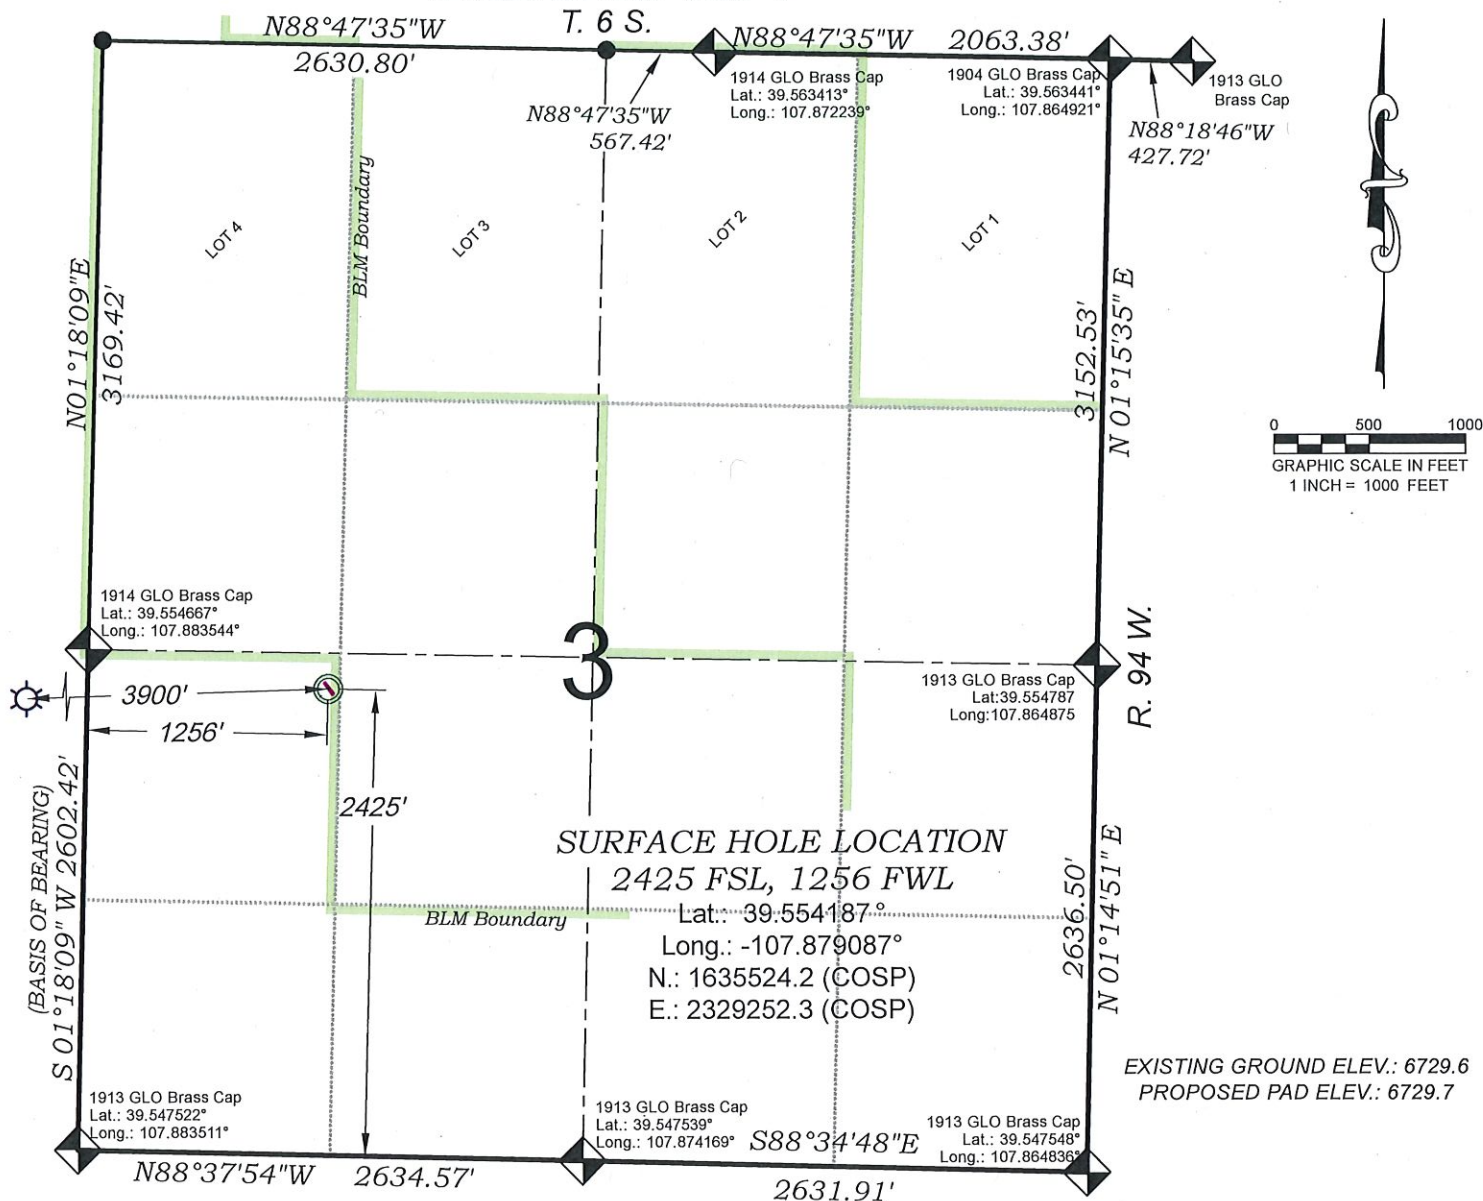 T. 6 S.
N88°47'35"W
2630.80'
N88°47'35"W 2063.38'
1914 GLO Brass Cap
Lat.: 39.563413°
Long.: 107.872239°
1904 GLO Brass Cap
Lat.: 39.563441°
Long.: 107.864921°
1913 GLO
Brass Cap
N88°47'35"W
567.42'
N88°18'46"W
427.72'
LOT 4
BLM Boundary
LOT 3
LOT 2
LOT 1
N01°18'09"E
3169.42'
3152.53'
N 01°15'35" E
0 500 1000
GRAPHIC SCALE IN FEET
1 INCH = 1000 FEET
1914 GLO Brass Cap
Lat.: 39.554667°
Long.: 107.883544°
3
R. 94 W.
1913 GLO Brass Cap
Lat:39.554787
Long:107.864875
3900'
1256'
2425'
(BASIS OF BEARING)
S 01°18'09" W 2602.42'
SURFACE HOLE LOCATION
2425 FSL, 1256 FWL
Lat.: 39.554187°
Long.: -107.879087°
N.: 1635524.2 (COSP)
E.: 2329252.3 (COSP)
BLM Boundary
2636.50'
N 01°14'51" E
EXISTING GROUND ELEV.: 6729.6
PROPOSED PAD ELEV.: 6729.7
1913 GLO Brass Cap
Lat.: 39.547522°
Long.: 107.883511°
1913 GLO Brass Cap
Lat.: 39.547539°
Long.: 107.874169°
1913 GLO Brass Cap
Lat.: 39.547548°
Long.: 107.864836°
N88°37'54"W 2634.57'
S88°34'48"E
2631.91'